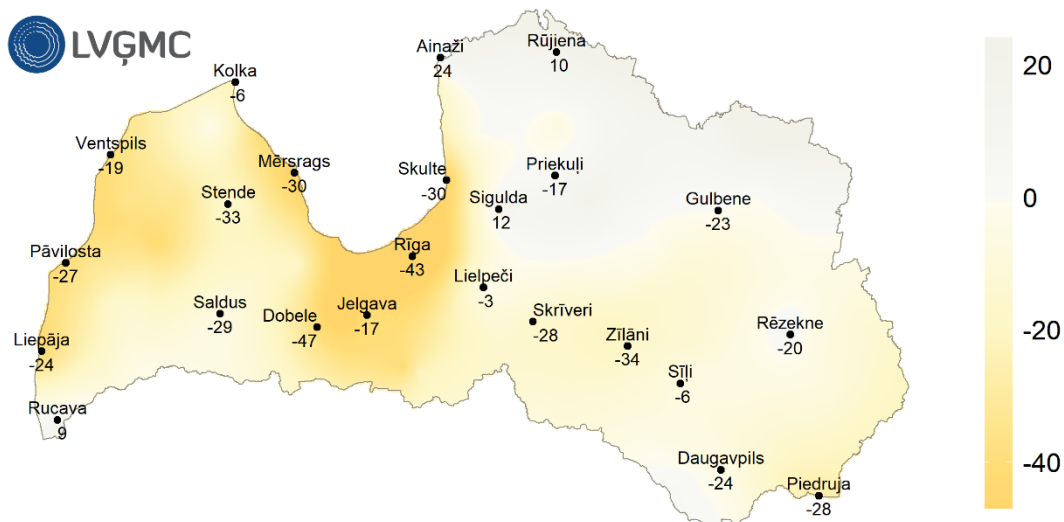 LVĢMC
Ainaži
24
Rūjiena
10
Kolka
-6
20
Ventspils
-19
Mērsrags
-30
Skulte
-30
Priekuļi
-17
Stende
-33
Sigulda
12
Gulbene
-23
0
Pāvilosta
-27
Rīga
-43
Lielpeči
-3
Saldus
-29
Dobele
-47
Jelgava
-17
Skrīveri
-28
Zīlāni
-34
Rēzekne
-20
-20
Liepāja
-24
Sīļi
-6
Rucava
9
Daugavpils
-24
Piedruja
-28
-40